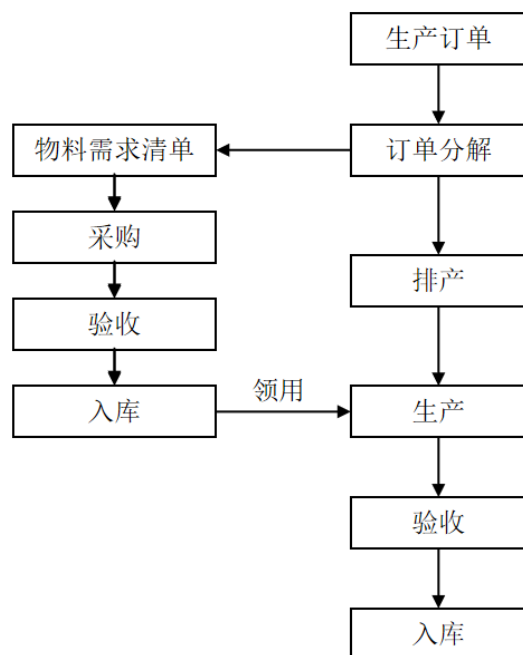 生产订单
物料需求清单
订单分解
采购
排产
验收
入库
领用
生产
验收
入库